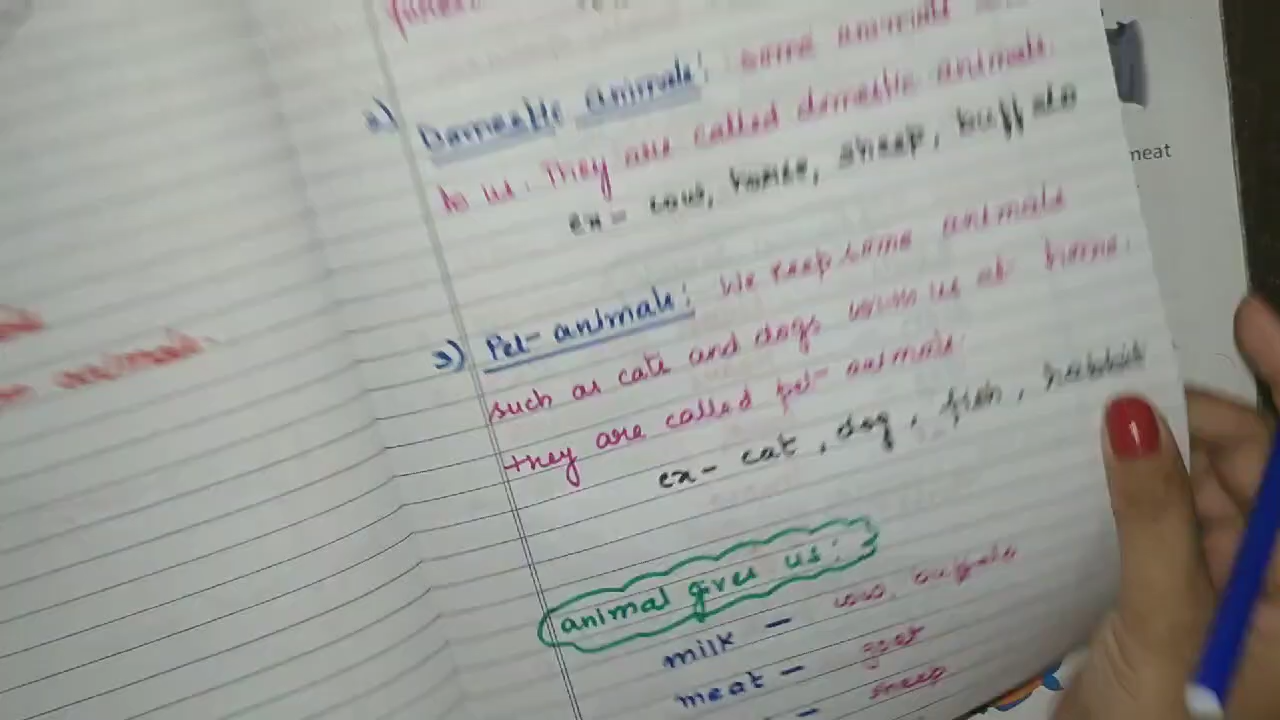 2) Domestic animals: some animals
to us. They are called domestic animals.
ex- cow, horse, sheep, buffalo
3) Pet-animals: We keep some animals
such as cats and dogs with us at home.
they are called pet- animals.
ex- cat, dog, fish, rabbit
animal gives us:
milk - cow, buffalo
meat - goat
- sheep
meat